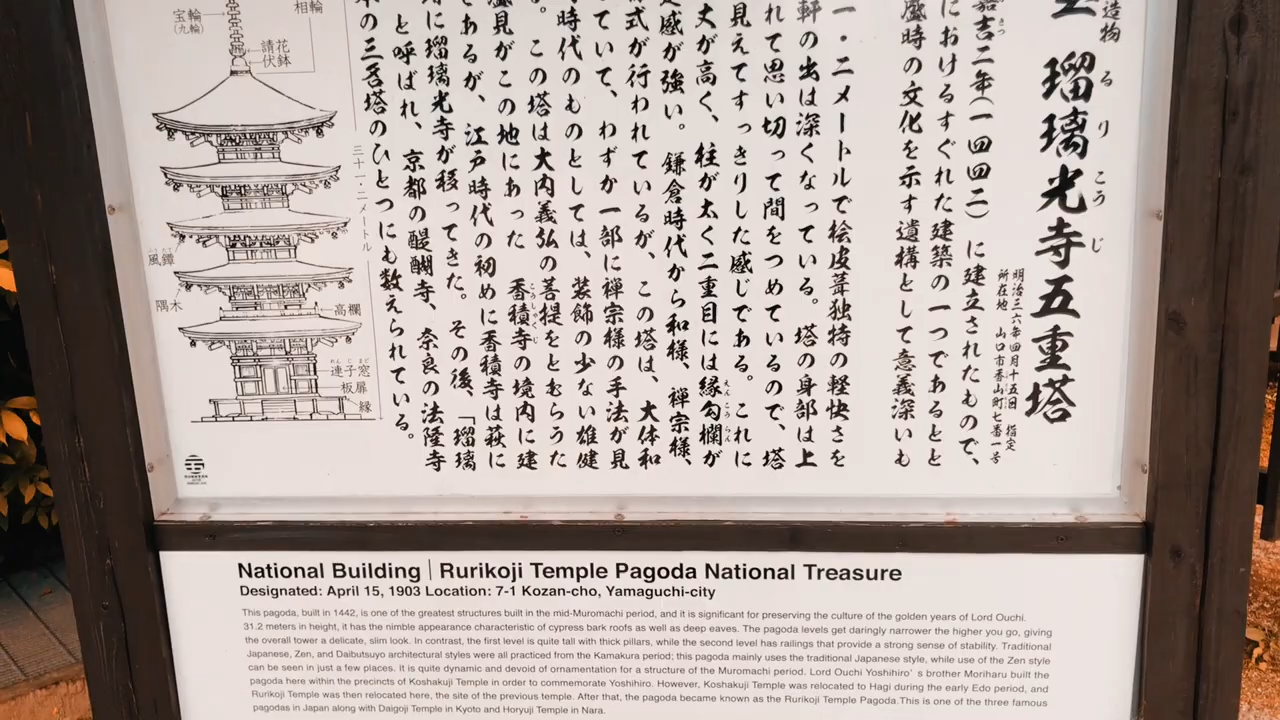 造物
瑠璃光寺五重塔
るりこうじ
明治三六年四月十五日 指定
所在地 山口市香山町七番一号
嘉吉二年(一四四二)に建立されたもので、
におけるすぐれた建築の一つであるとと
盛時の文化を示す遺構として意義深いも
一・二メートルで桧皮葺独特の軽快さを
軒の出は深くなっている。塔の身部は上
れて思い切って間をつめているので、塔
見えてすっきりした感じである。これに
丈が高く、柱が太く二重目には縁勾欄が
えんこうらん
感が強い。鎌倉時代から和様、禅宗様、
式が行われているが、この塔は、大体和
ていて、わずか一部に禅宗様の手法が見
時代のものとしては、装飾の少ない雄健
。この塔は大内義弘の菩提をとむらうた
盛見がこの地にあった香積寺の境内に建
こうしゃくじ
であるが、江戸時代の初めに香積寺は萩に
に瑠璃光寺が移ってきた。その後、「瑠璃
と呼ばれ、京都の醍醐寺、奈良の法隆寺
の三名塔のひとつにも数えられている。
相輪
宝輪
(九輪)
請花
伏鉢
三十一・二メートル
風鐸
隅木
高欄
連子窓
れんじまど
板扉
縁
National Building | Rurikoji Temple Pagoda National Treasure
Designated: April 15, 1903 Location: 7-1 Kozan-cho, Yamaguchi-city
This pagoda, built in 1442, is one of the greatest structures built in the mid-Muromachi period, and it is significant for preserving the culture of the golden years of Lord Ouchi.
31.2 meters in height, it has the nimble appearance characteristic of cypress bark roofs as well as deep eaves. The pagoda levels get daringly narrower the higher you go, giving
the overall tower a delicate, slim look. In contrast, the first level is quite tall with thick pillars, while the second level has railings that provide a strong sense of stability. Traditional
Japanese, Zen, and Daibutsuyo architectural styles were all practiced from the Kamakura period; this pagoda mainly uses the traditional Japanese style, while use of the Zen style
can be seen in just a few places. It is quite dynamic and devoid of ornamentation for a structure of the Muromachi period. Lord Ouchi Yoshihiro's brother Moriharu built the
pagoda here within the precincts of Koshakuji Temple in order to commemorate Yoshihiro. However, Koshakuji Temple was relocated to Hagi during the early Edo period, and
Rurikoji Temple was then relocated here, the site of the previous temple. After that, the pagoda became known as the Rurikoji Temple Pagoda.This is one of the three famous
pagodas in Japan along with Daigoji Temple in Kyoto and Horyuji Temple in Nara.